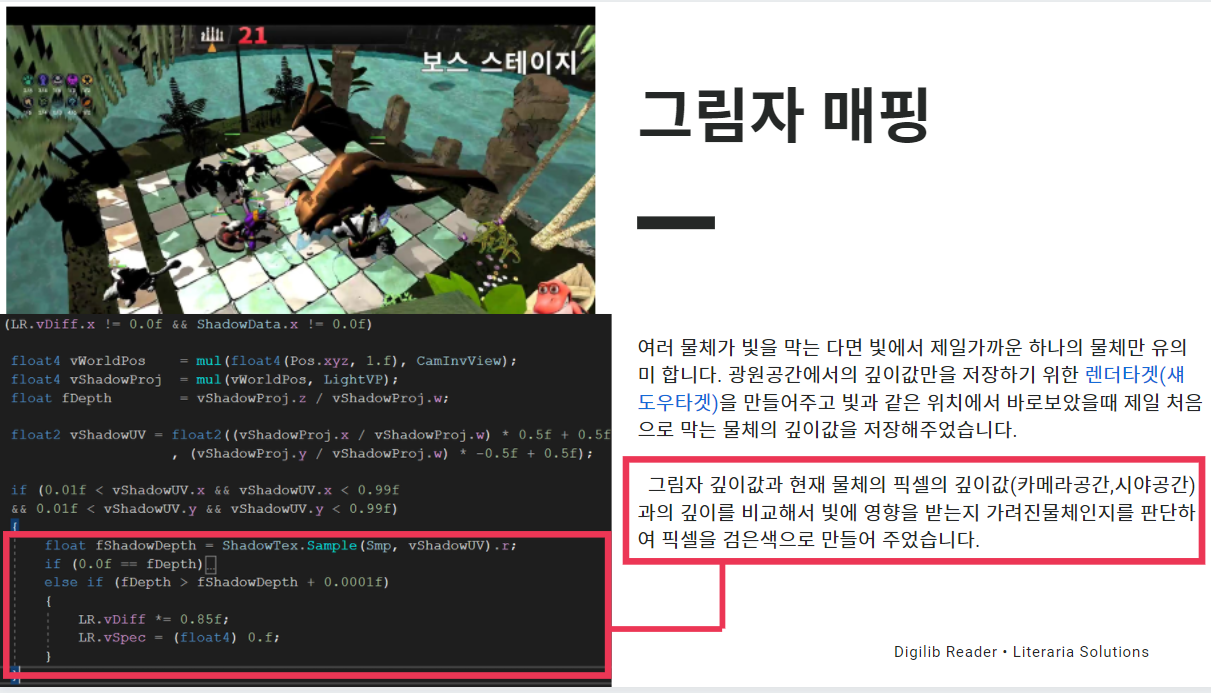 21
보스 스테이지
그림자 매핑
(LR.vDiff.x != 0.0f && ShadowData.x != 0.0f)
float4 vWorldPos = mul(float4(Pos.xyz, 1.f), CamInvView);
float4 vShadowProj = mul(vWorldPos, LightVP);
float fDepth = vShadowProj.z / vShadowProj.w;
float2 vShadowUV = float2((vShadowProj.x / vShadowProj.w) * 0.5f + 0.5f
, (vShadowProj.y / vShadowProj.w) * -0.5f + 0.5f);
if (0.01f < vShadowUV.x && vShadowUV.x < 0.99f
&& 0.01f < vShadowUV.y && vShadowUV.y < 0.99f)
{
float fShadowDepth = ShadowTex.Sample(Smp, vShadowUV).r;
if (0.0f == fDepth)...
else if (fDepth > fShadowDepth + 0.0001f)
{
LR.vDiff *= 0.85f;
LR.vSpec = (float4) 0.f;
}
}
여러 물체가 빛을 막는 다면 빛에서 제일가까운 하나의 물체만 유의
미 합니다. 광원공간에서의 깊이값만을 저장하기 위한 렌더타겟(섀
도우타겟)을 만들어주고 빛과 같은 위치에서 바로보았을때 제일 처음
으로 막는 물체의 깊이값을 저장해주었습니다.
그림자 깊이값과 현재 물체의 픽셀의 깊이값(카메라공간,시야공간)
과의 깊이를 비교해서 빛에 영향을 받는지 가려진물체인지를 판단하
여 픽셀을 검은색으로 만들어 주었습니다.
Digilib Reader • Literaria Solutions